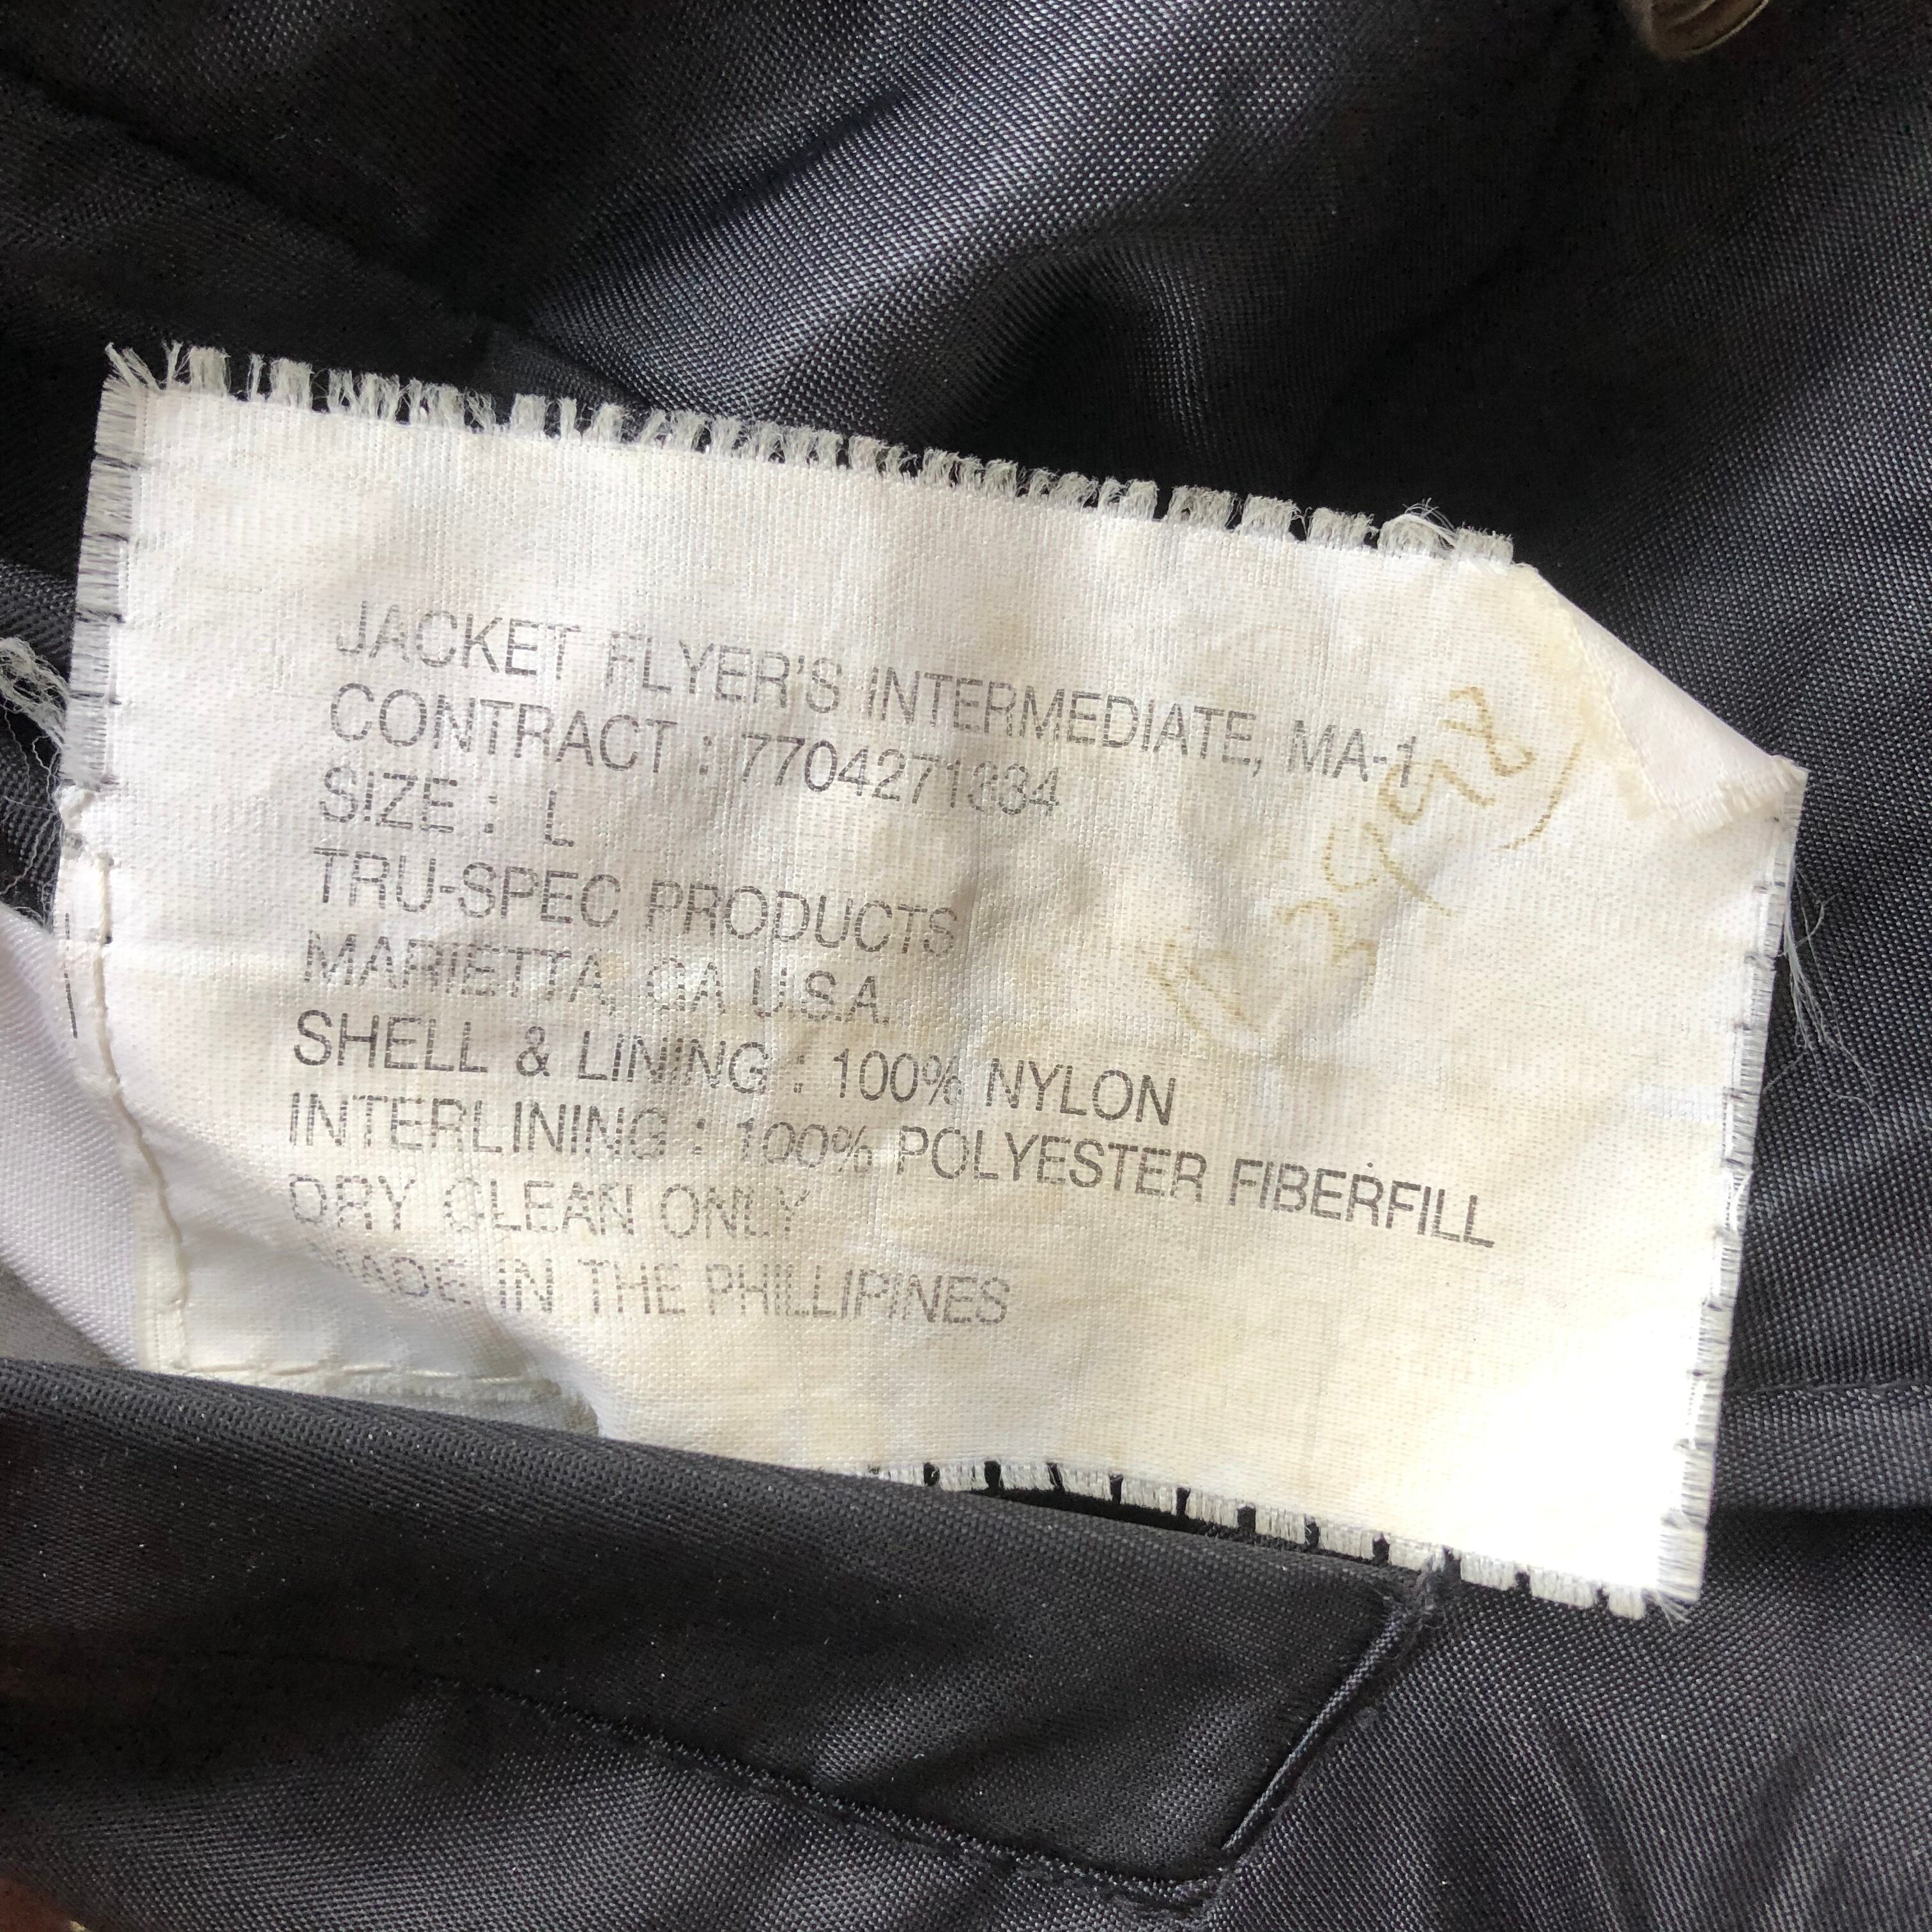 JACKET FLYER'S INTERMEDIATE, MA-1
CONTRACT : 7704271334
SIZE : L
TRU-SPEC PRODUCTS
MARIETTA, GA U.S.A.
SHELL & LINING : 100% NYLON
INTERLINING : 100% POLYESTER FIBERFILL
DRY CLEAN ONLY
MADE IN THE PHILLIPINES